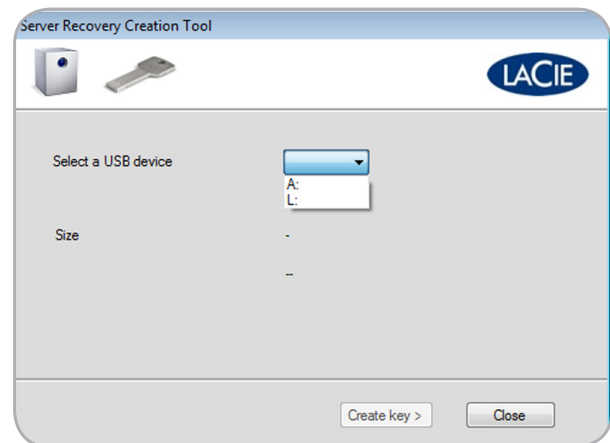 Server Recovery Creation Tool
LACIE
Select a USB device
A:
L:
Size -
--
Create key > Close